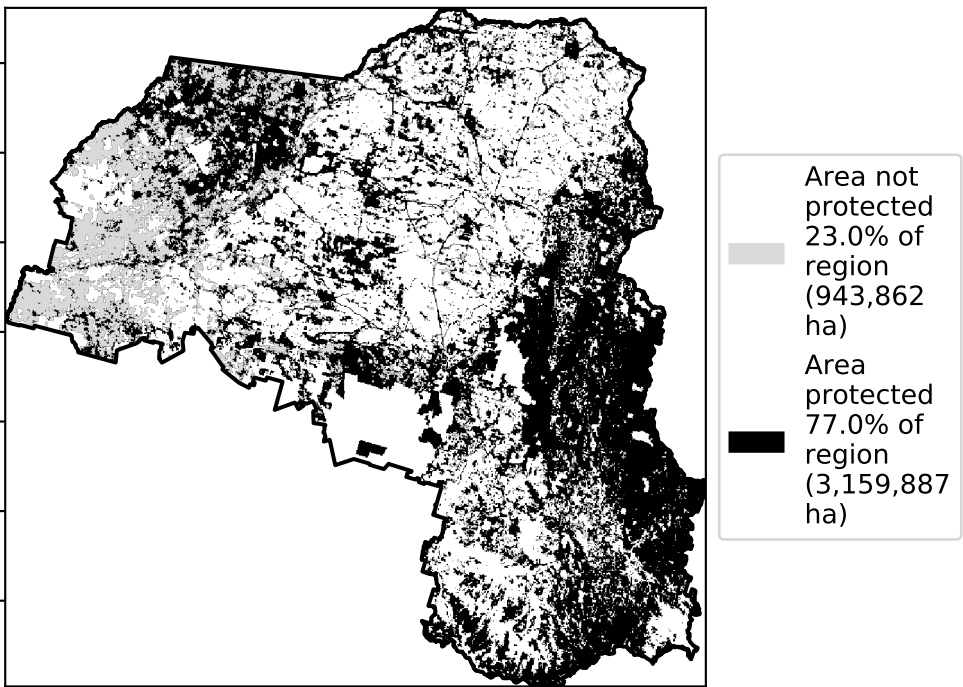 Area not
protected
23.0% of
region
(943,862
ha)
Area
protected
77.0% of
region
(3,159,887
ha)